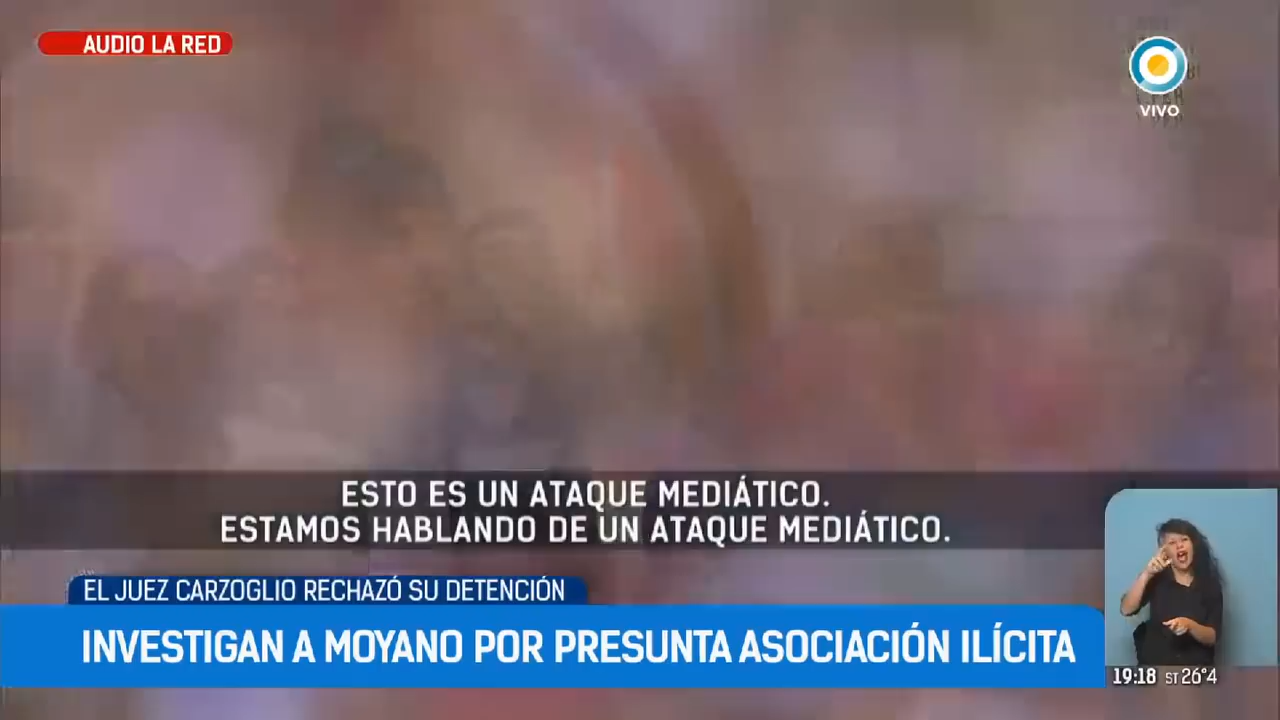 AUDIO LA RED
VIVO
ESTO ES UN ATAQUE MEDIÁTICO.
ESTAMOS HABLANDO DE UN ATAQUE MEDIÁTICO.
EL JUEZ CARZOGLIO RECHAZÓ SU DETENCIÓN
INVESTIGAN A MOYANO POR PRESUNTA ASOCIACIÓN ILÍCITA
19:18 ST 26°4